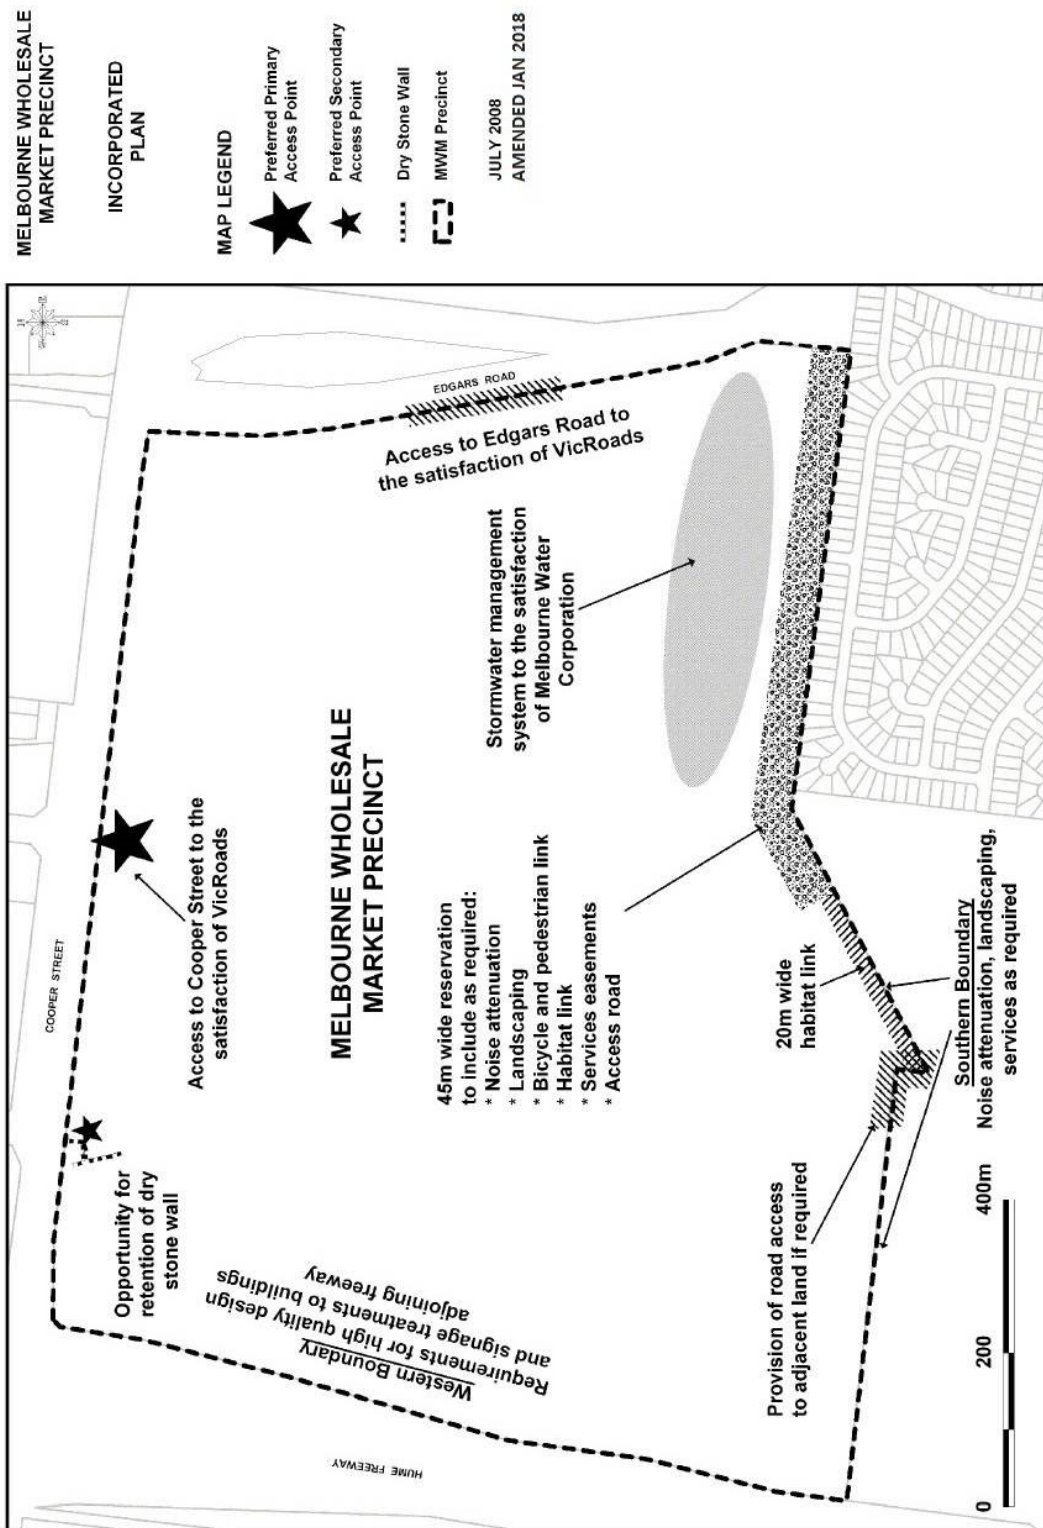 MELBOURNE WHOLESALE
MARKET PRECINCT
INCORPORATED
PLAN
MAP LEGEND
Preferred Primary
Access Point
Preferred Secondary
Access Point
Dry Stone Wall
MWM Precinct
JULY 2008
AMENDED JAN 2018
COOPER STREET
Access to Cooper Street to the
satisfaction of VicRoads
Opportunity for
retention of dry
stone wall
EDGARS ROAD
Access to Edgars Road to
the satisfaction of VicRoads
MELBOURNE WHOLESALE
MARKET PRECINCT
Stormwater management
system to the satisfaction
of Melbourne Water
Corporation
45m wide reservation
to include as required:
* Noise attenuation
* Landscaping
* Bicycle and pedestrian link
* Habitat link
* Services easements
* Access road
Western Boundary
Requirements for high quality design
and signage treatments to buildings
adjoining freeway
HUME FREEWAY
20m wide
habitat link
Provision of road access
to adjacent land if required
Southern Boundary
Noise attenuation, landscaping,
services as required
0
200
400m